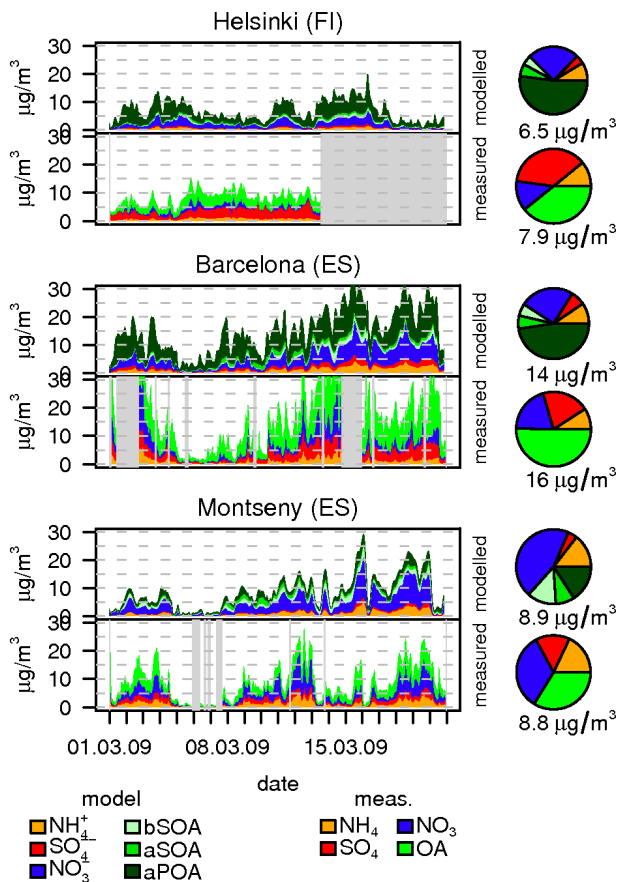 Helsinki (FI)
30
20
10
0
µg/m³
modelled
6.5 µg/m³
30
20
10
0
µg/m³
measured
7.9 µg/m³
Barcelona (ES)
30
20
10
0
µg/m³
modelled
14 µg/m³
30
20
10
0
µg/m³
measured
16 µg/m³
Montseny (ES)
30
20
10
0
µg/m³
modelled
8.9 µg/m³
30
20
10
0
µg/m³
measured
8.8 µg/m³
01.03.09 08.03.09 15.03.09
date
model meas.
NH₄⁺ bSOA NH₄ NO₃
SO₄⁻ aSOA SO₄ OA
NO₃⁻ aPOA